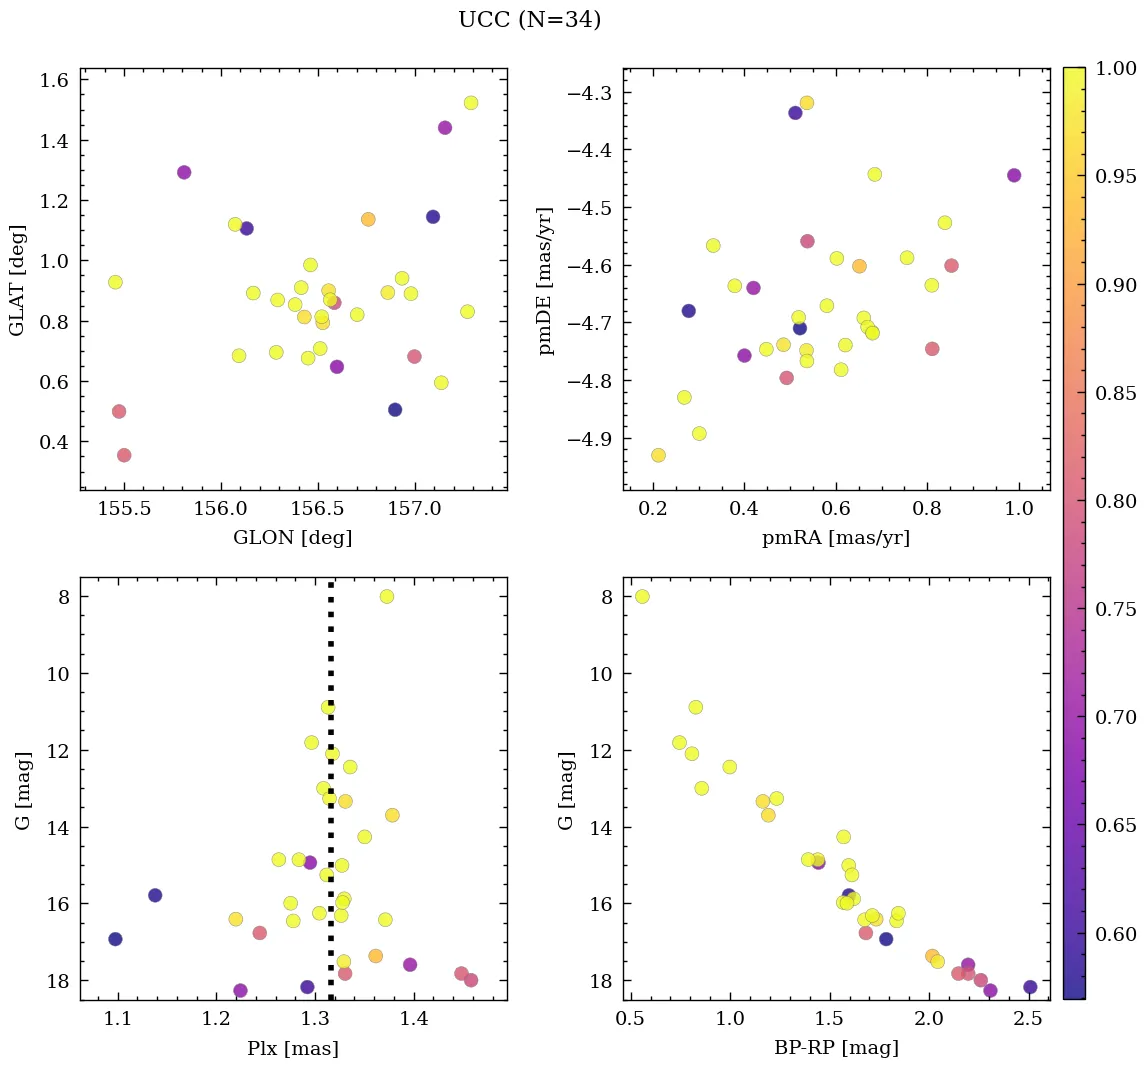 UCC (N=34)
1.6
1.4
1.2
1.0
0.8
0.6
0.4
GLAT [deg]
155.5 156.0 156.5 157.0
GLON [deg]
−4.3
−4.4
−4.5
−4.6
−4.7
−4.8
−4.9
pmDE [mas/yr]
0.2 0.4 0.6 0.8 1.0
pmRA [mas/yr]
8
10
12
14
16
18
G [mag]
1.1 1.2 1.3 1.4
Plx [mas]
8
10
12
14
16
18
G [mag]
0.5 1.0 1.5 2.0 2.5
BP-RP [mag]
1.00
0.95
0.90
0.85
0.80
0.75
0.70
0.65
0.60